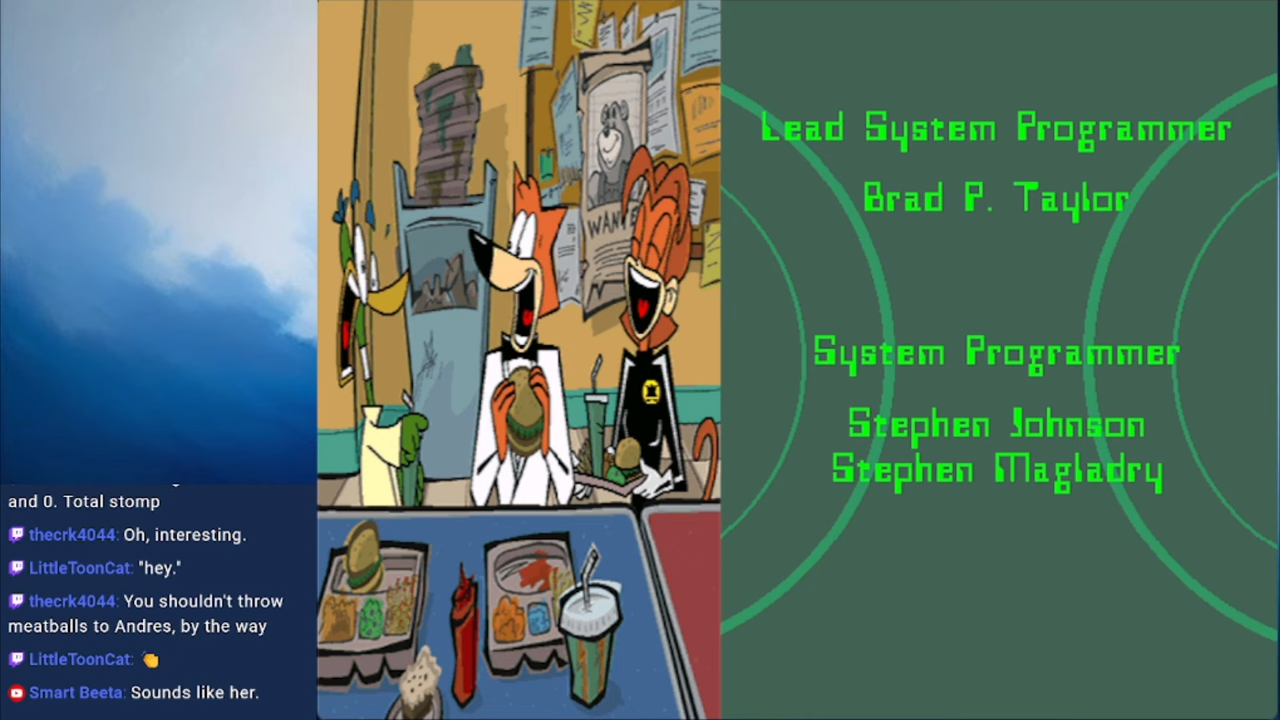 and 0. Total stomp
thecrk4044: Oh, interesting.
LittleToonCat: "hey."
thecrk4044: You shouldn't throw
meatballs to Andres, by the way
LittleToonCat: 👏
Smart Beeta: Sounds like her.
WANTE
Lead System Programmer
Brad P. Taylor
System Programmer
Stephen Johnson
Stephen Magladry